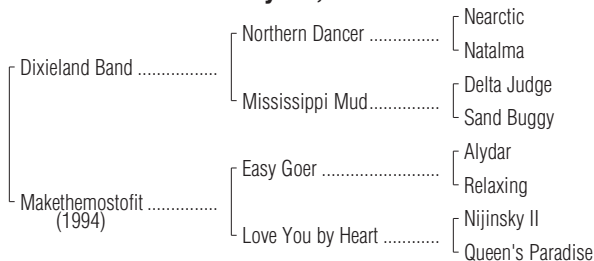 Nearctic
Northern Dancer ..............
Natalma
Dixieland Band ................
Delta Judge
Mississippi Mud..............
Sand Buggy
Alydar
Easy Goer .......................
Relaxing
Makethemostofit ..............
(1994)
Nijinsky II
Love You by Heart ............
Queen's Paradise